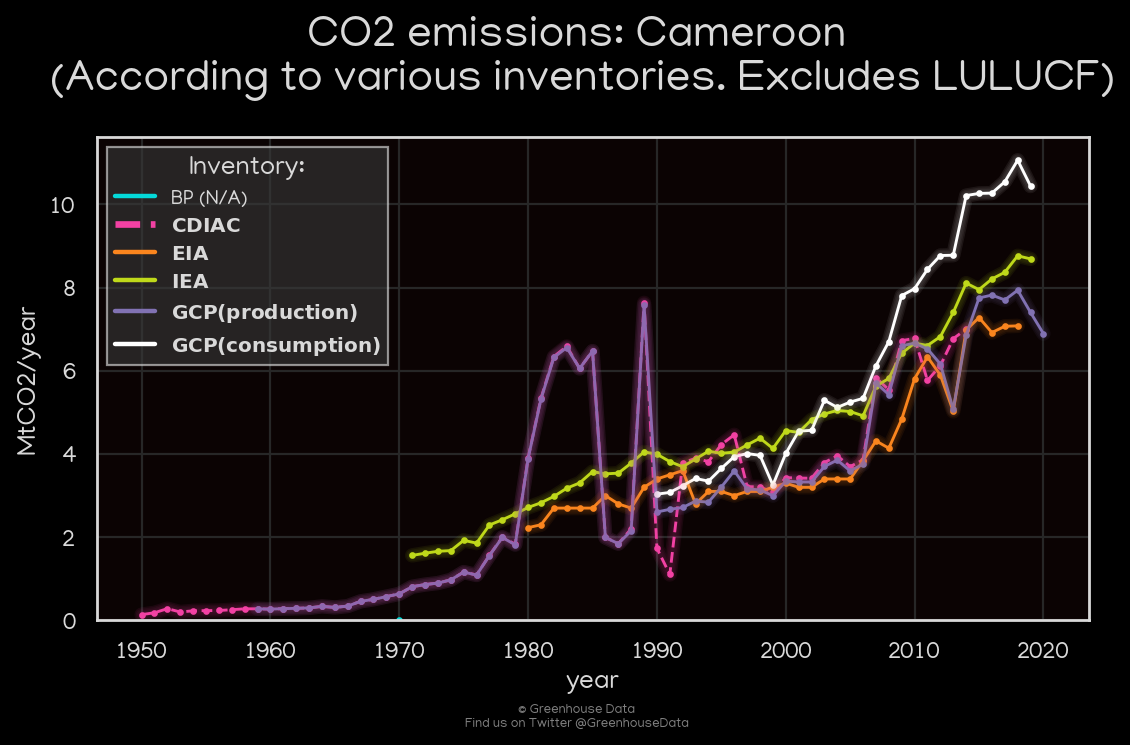 CO2 emissions: Cameroon
(According to various inventories. Excludes LULUCF)
Inventory:
BP (N/A)
CDIAC
EIA
IEA
GCP(production)
GCP(consumption)
MtCO2/year
10
8
6
4
2
0
1950 1960 1970 1980 1990 2000 2010 2020
year
© Greenhouse Data
Find us on Twitter @GreenhouseData